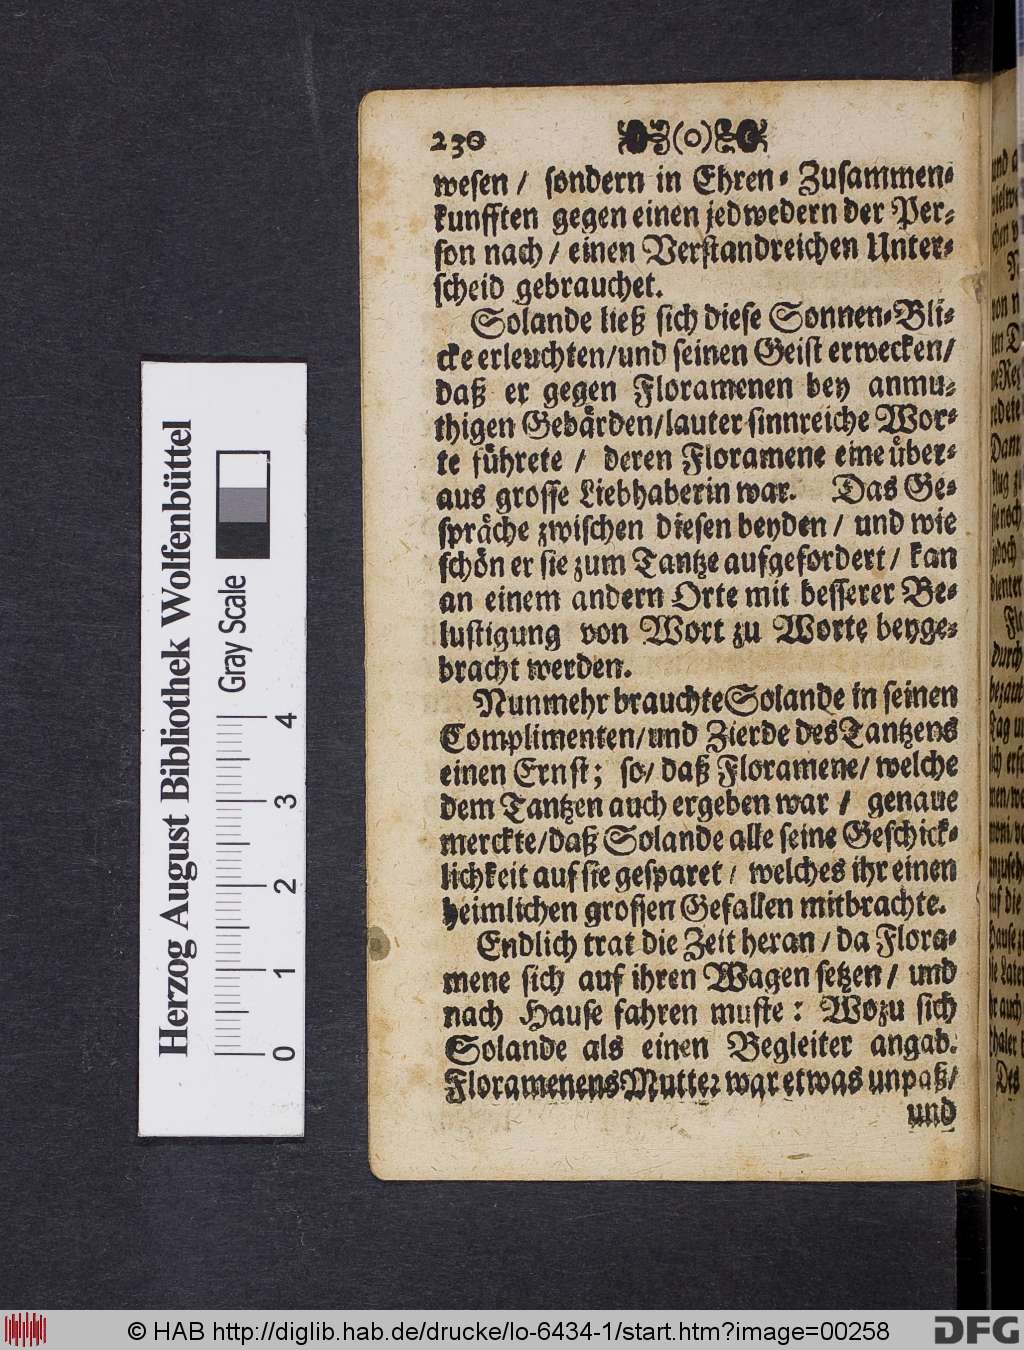 230 (o)
wesen / sondern in Ehren-Zusammen-
kunfften gegen einen jedwedern der Per-
son nach / einen Verstandreichen Unter-
scheid gebrauchet.
Solande ließ sich diese Sonnen-Bli-
cke erleuchten/und seinen Geist erwecken/
daß er gegen Floramenen bey anmu-
thigen Gebärden/lauter sinnreiche Wor-
te führete / deren Floramene eine über-
aus grosse Liebhaberin war. Das Ge-
spräche zwischen diesen beyden / und wie
schön er sie zum Tantze aufgefordert / kan
an einem andern Orte mit besserer Be-
lustigung von Wort zu Worte beyge-
bracht werden.
Nunmehr brauchte Solande in seinen
Complimenten/und Zierde des Tantzens
einen Ernst; so/ daß Floramene/ welche
dem Tantzen auch ergeben war / genaue
merckte/daß Solande alle seine Geschick-
lichkeit auf sie gesparet / welches ihr einen
heimlichen grossen Gefallen mitbrachte.
Endlich trat die Zeit heran / da Flora-
mene sich auf ihren Wagen setzen / und
nach Hause fahren muste: Wozu sich
Solande als einen Begleiter angab.
Floramenens Mutter war etwas unpaß/
und
Herzog August Bibliothek Wolfenbüttel
Gray Scale
0 1 2 3 4
© HAB http://diglib.hab.de/drucke/lo-6434-1/start.htm?image=00258
DFG